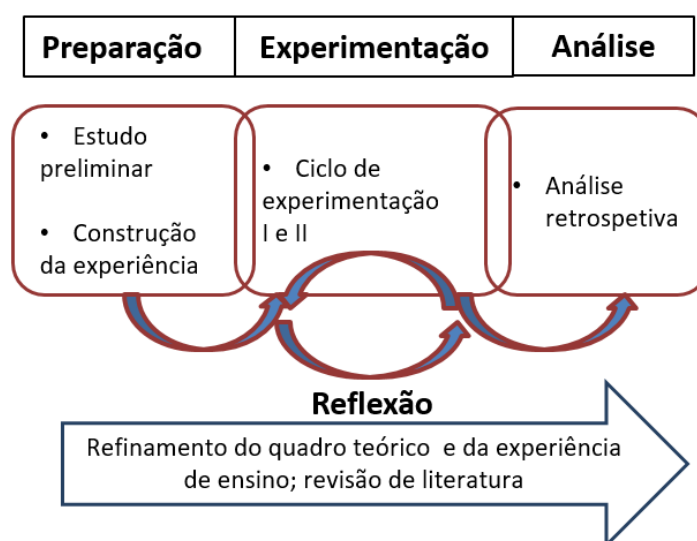 Preparação
Experimentação
Análise
• Estudo
preliminar
• Construção
da experiência
• Ciclo de
experimentação
I e II
• Análise
retrospetiva
Reflexão
Refinamento do quadro teórico e da experiência
de ensino; revisão de literatura